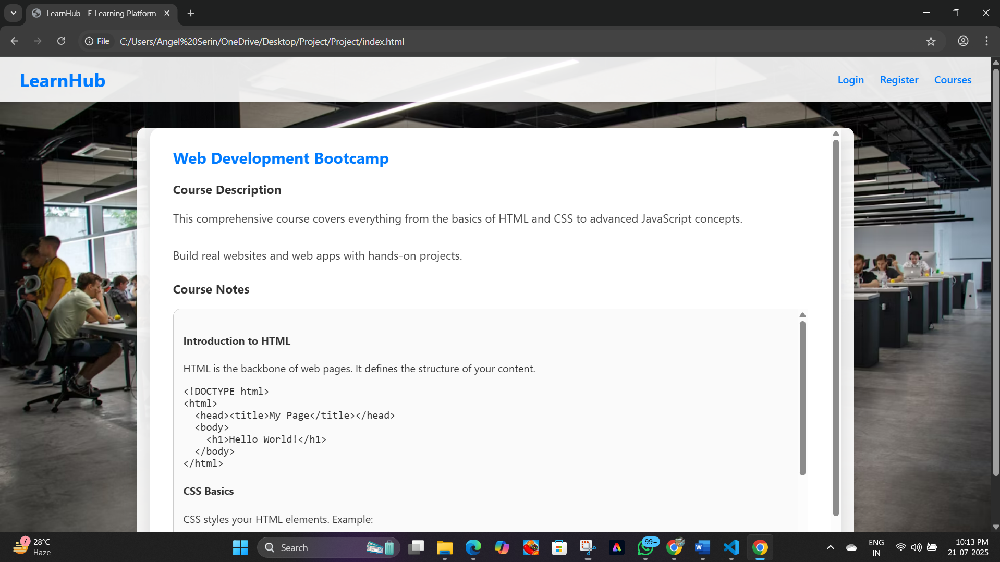 LearnHub - E-Learning Platform
File
C:/Users/Angel%20Serin/OneDrive/Desktop/Project/Project/index.html
LearnHub
Login
Register
Courses
Web Development Bootcamp
Course Description
This comprehensive course covers everything from the basics of HTML and CSS to advanced JavaScript concepts.
Build real websites and web apps with hands-on projects.
Course Notes
Introduction to HTML
HTML is the backbone of web pages. It defines the structure of your content.
<!DOCTYPE html>
<html>
  <head><title>My Page</title></head>
  <body>
    <h1>Hello World!</h1>
  </body>
</html>
CSS Basics
CSS styles your HTML elements. Example:
7
28°C
Haze
Search
99+
W
ENG
IN
10:13 PM
21-07-2025